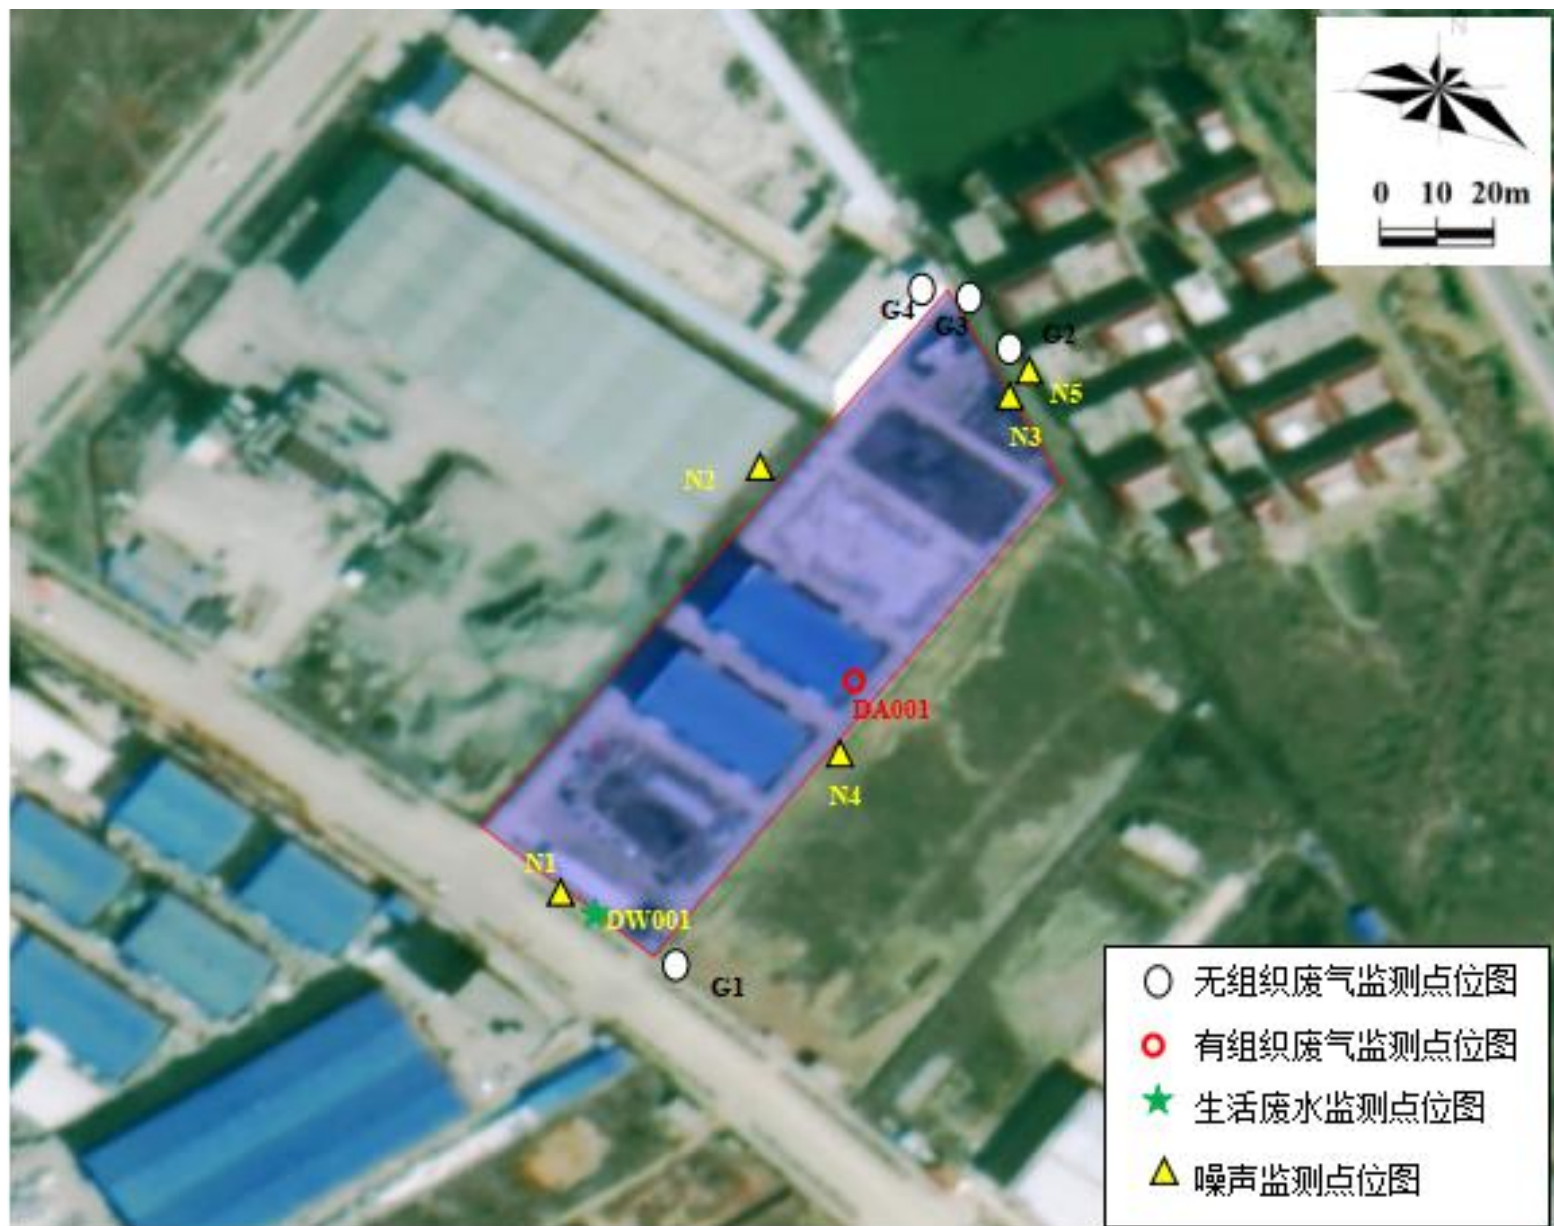 N
0 10 20m
G4
G3
G2
N5
N3
N2
DA001
N4
N1
DW001
G1
无组织废气监测点位图
有组织废气监测点位图
生活废水监测点位图
噪声监测点位图